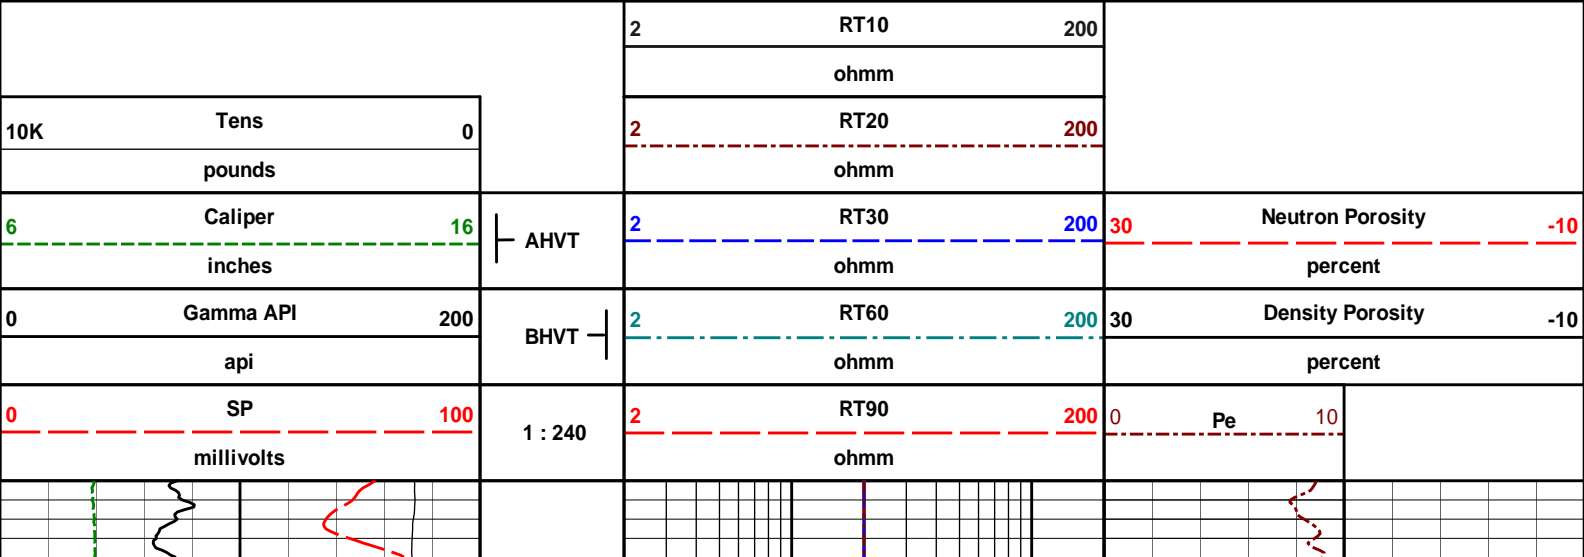 2 RT10 200
ohmm
10K Tens 0
pounds
2 RT20 200
ohmm
6 Caliper 16
inches
AHVT
2 RT30 200
ohmm
30 Neutron Porosity -10
percent
0 Gamma API 200
api
BHVT
2 RT60 200
ohmm
30 Density Porosity -10
percent
0 SP 100
millivolts
1 : 240
2 RT90 200
ohmm
0 Pe 10